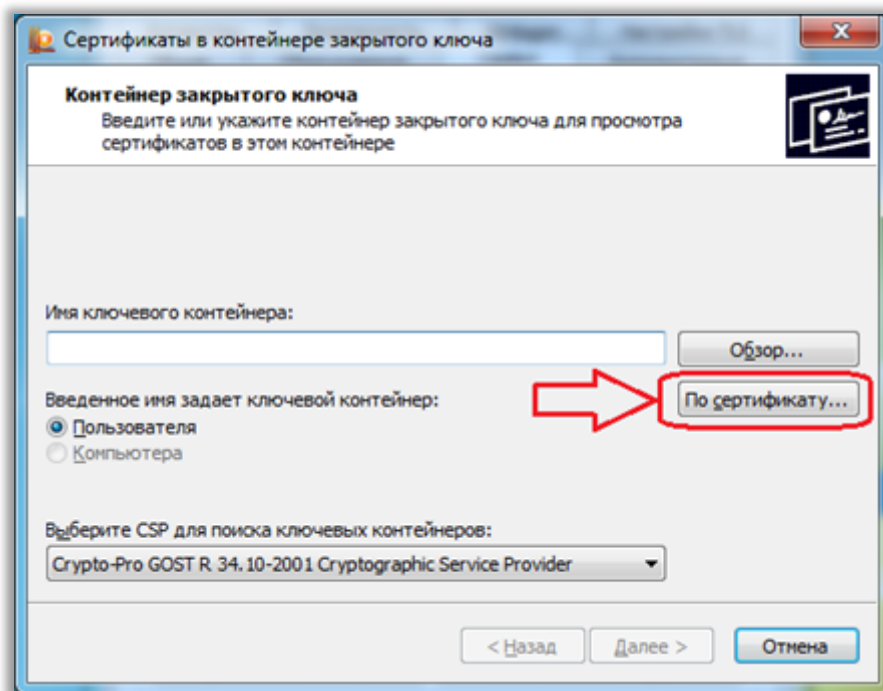 Сертификаты в контейнере закрытого ключа
Контейнер закрытого ключа
Введите или укажите контейнер закрытого ключа для просмотра
сертификатов в этом контейнере
Имя ключевого контейнера:
Обзор...
Введенное имя задает ключевой контейнер:
По сертификату...
Пользователя
Компьютера
Выберите CSP для поиска ключевых контейнеров:
Crypto-Pro GOST R 34.10-2001 Cryptographic Service Provider
< Назад
Далее >
Отмена